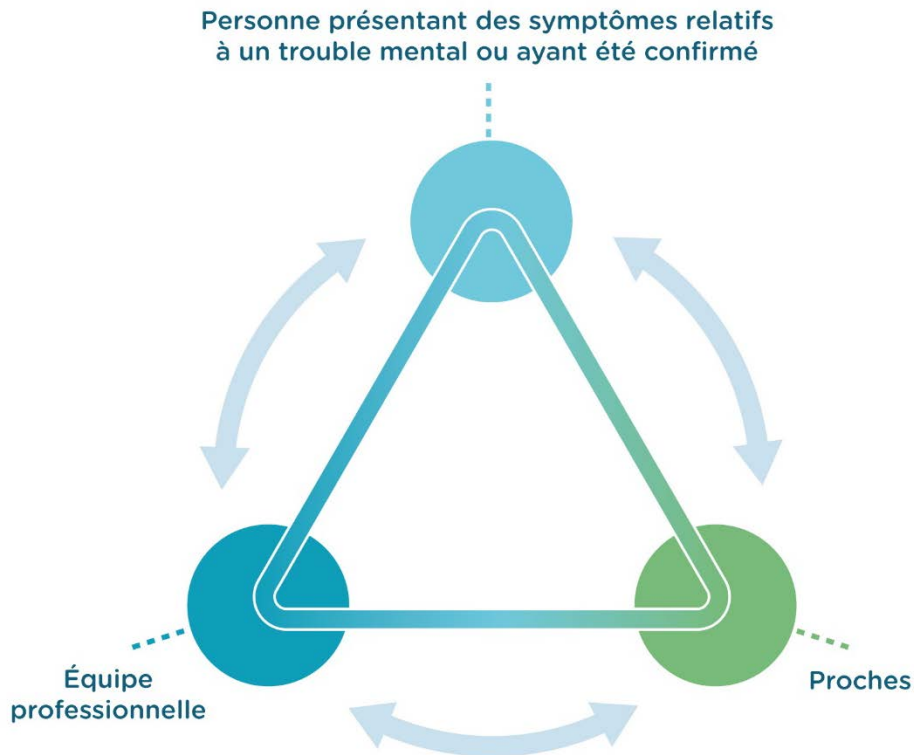 Personne présentant des symptômes relatifs
à un trouble mental ou ayant été confirmé
Équipe
professionnelle
Proches